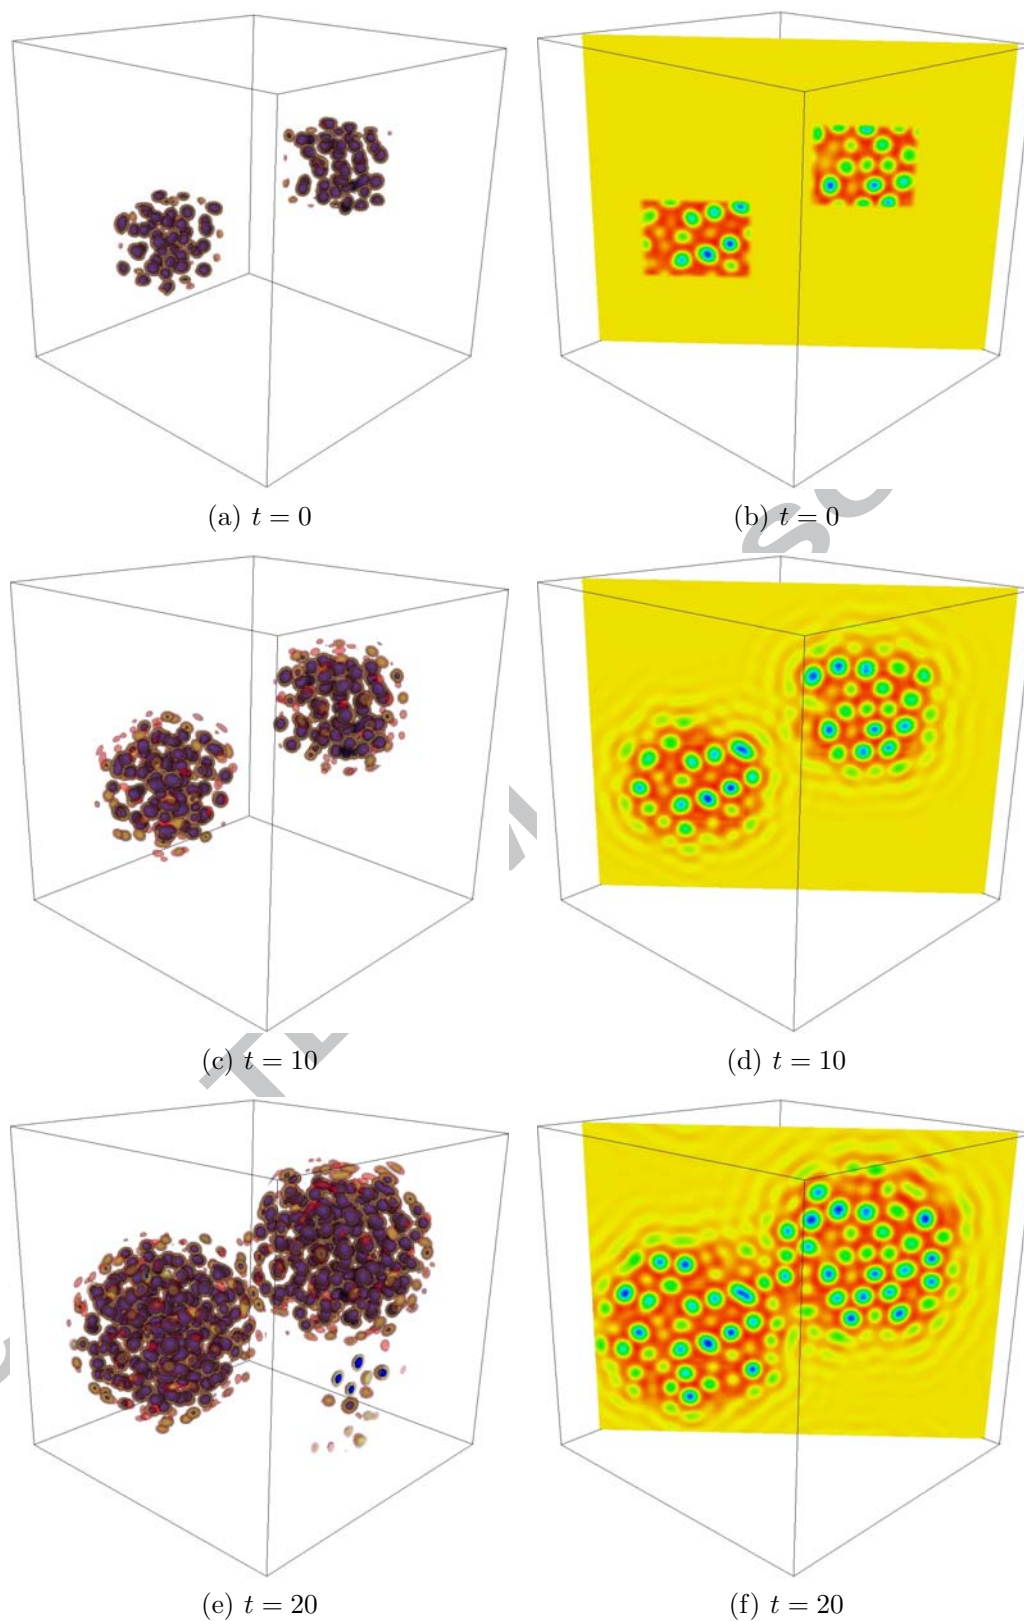 (a) t = 0
(b) t = 0
(c) t = 10
(d) t = 10
(e) t = 20
(f) t = 20